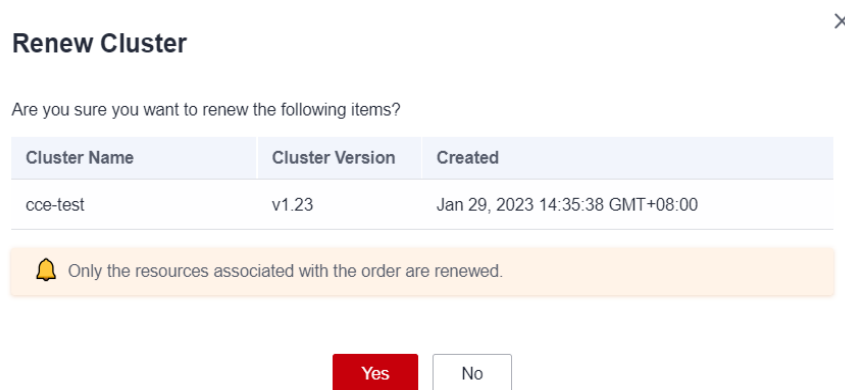 Renew Cluster
Are you sure you want to renew the following items?
Cluster Name Cluster Version Created
cce-test v1.23 Jan 29, 2023 14:35:38 GMT+08:00
Only the resources associated with the order are renewed.
Yes No